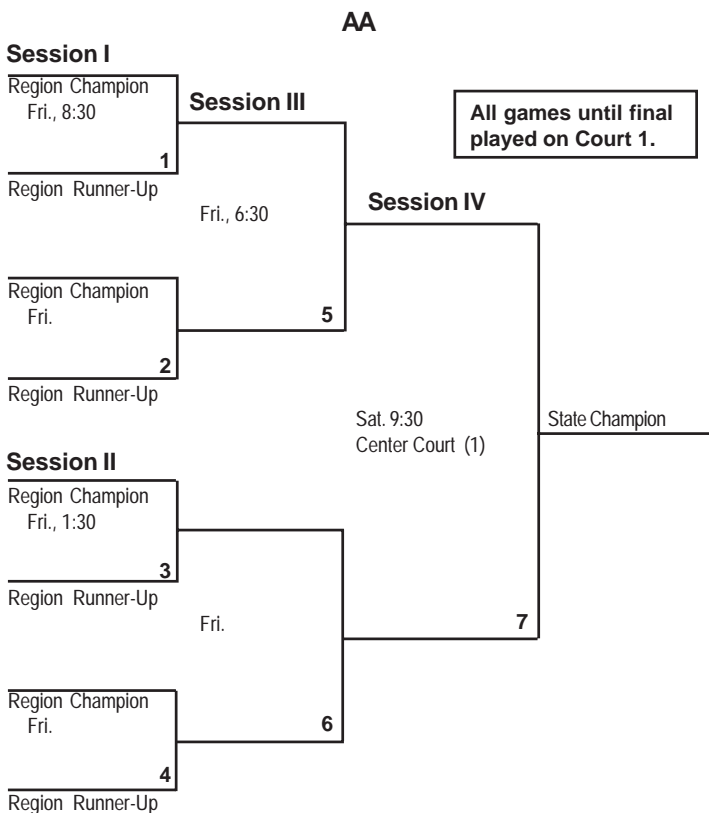 AA
Session I
Region Champion
Fri., 8:30
1
Region Runner-Up
Session III
Fri., 6:30
All games until final
played on Court 1.
Session IV
Region Champion
Fri.
2
Region Runner-Up
5
Sat. 9:30
Center Court (1)
State Champion
Session II
Region Champion
Fri., 1:30
3
Region Runner-Up
Fri.
7
Region Champion
Fri.
4
Region Runner-Up
6